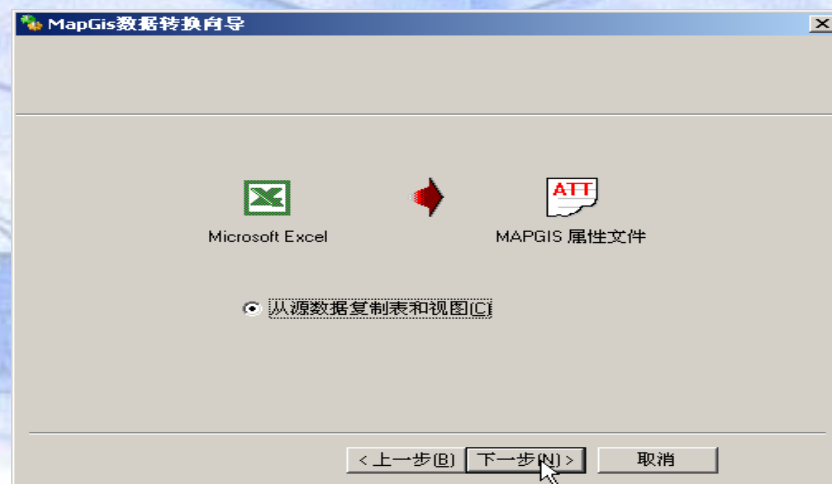 MapGis数据转换向导
ATT
Microsoft Excel
MAPGIS 属性文件
从源数据复制表和视图(C)
< 上一步(B)
下一步(N) >
取消